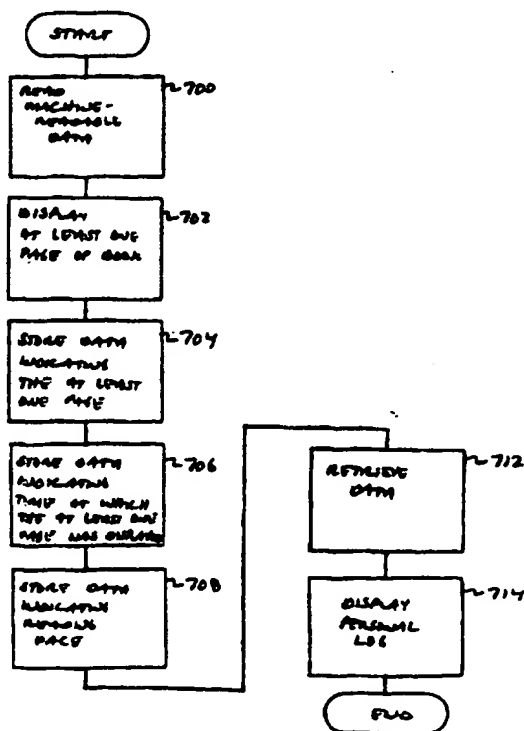 START
READ
MACHINE-
READABLE
DATA
700
DISPLAY
AT LEAST ONE
PAGE OF BOOK
702
STORE DATA
INDICATING
THE AT LEAST
ONE PAGE
704
STORE DATA
INDICATING
TIME AT WHICH
THE AT LEAST ONE
PAGE WAS DISPLAYED
706
STORE DATA
INDICATING
READING
PACE
708
RETRIEVE
DATA
712
DISPLAY
PERSONAL
LOG
714
END